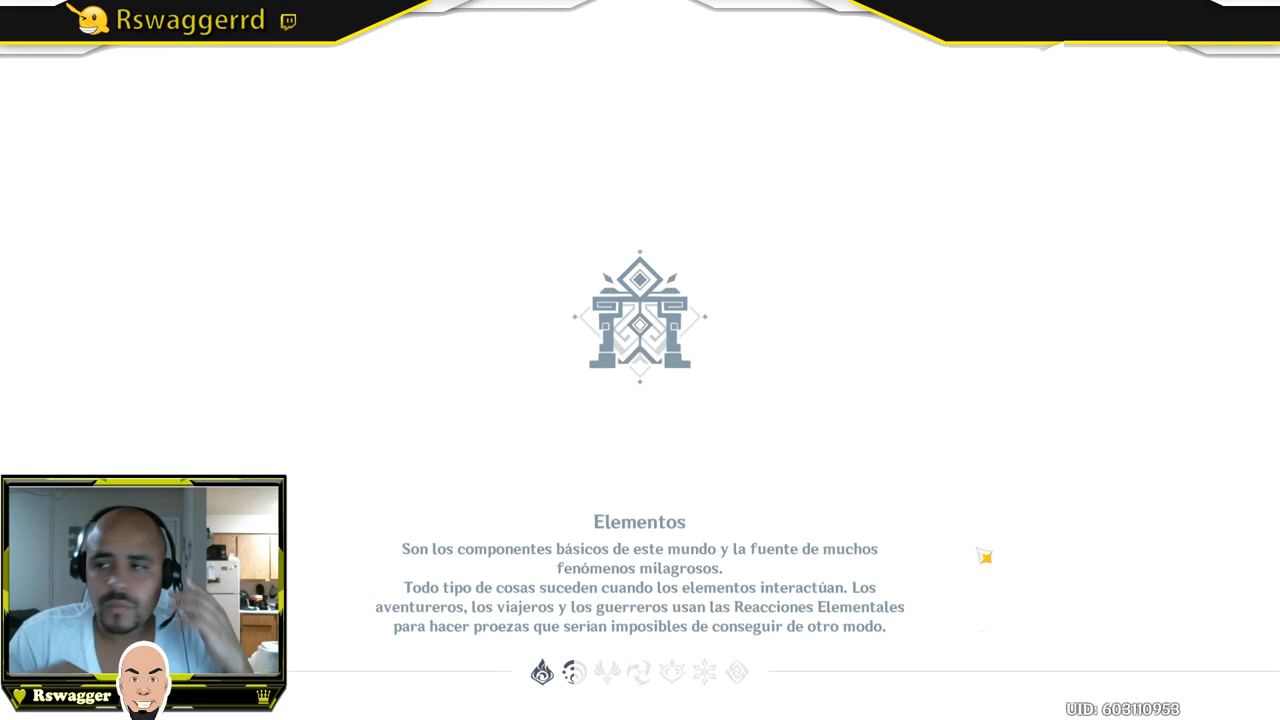 Rswaggerrd
Elementos
Son los componentes básicos de este mundo y la fuente de muchos
fenómenos milagrosos.
Todo tipo de cosas suceden cuando los elementos interactúan. Los
aventureros, los viajeros y los guerreros usan las Reacciones Elementales
para hacer proezas que serían imposibles de conseguir de otro modo.
Rswagger
UID: 603110953